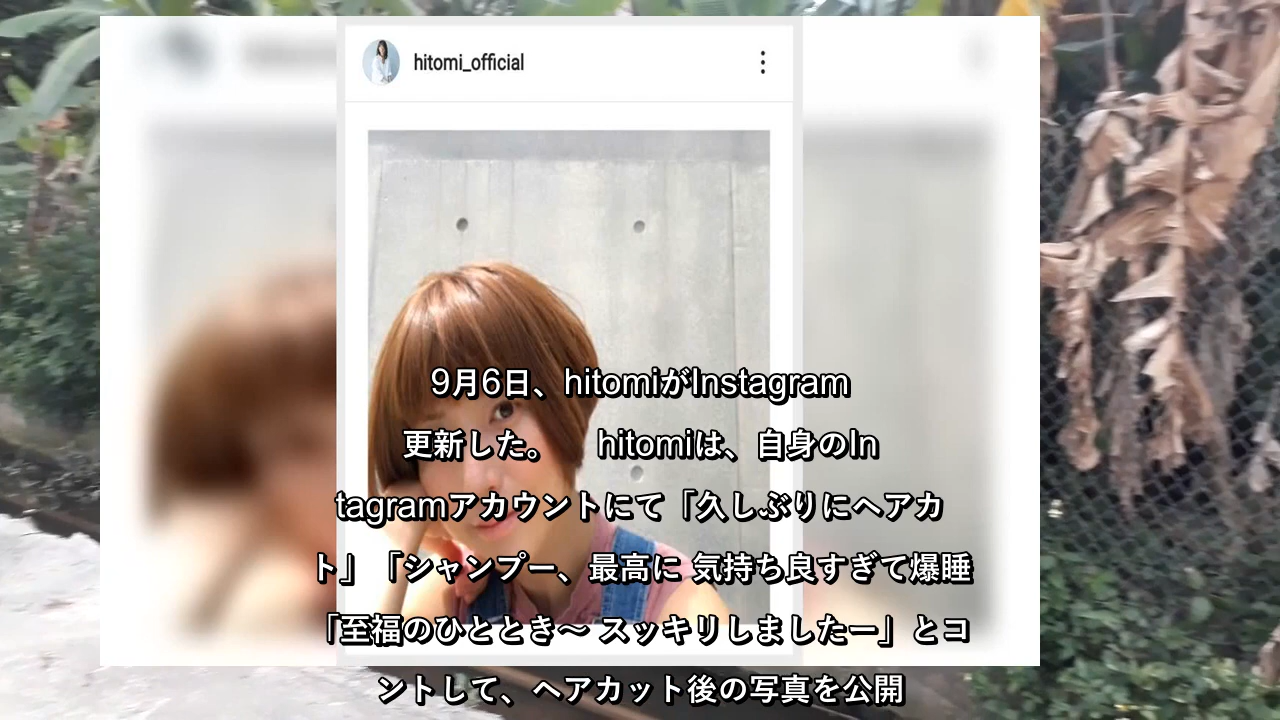 hitomi_official
9月6日、hitomiがInstagram
更新した。 hitomiは、自身のIn
tagramアカウントにて「久しぶりにヘアカ
ト」「シャンプー、最高に 気持ち良すぎて爆睡
「至福のひととき〜 スッキリしましたー」とコ
ントして、ヘアカット後の写真を公開